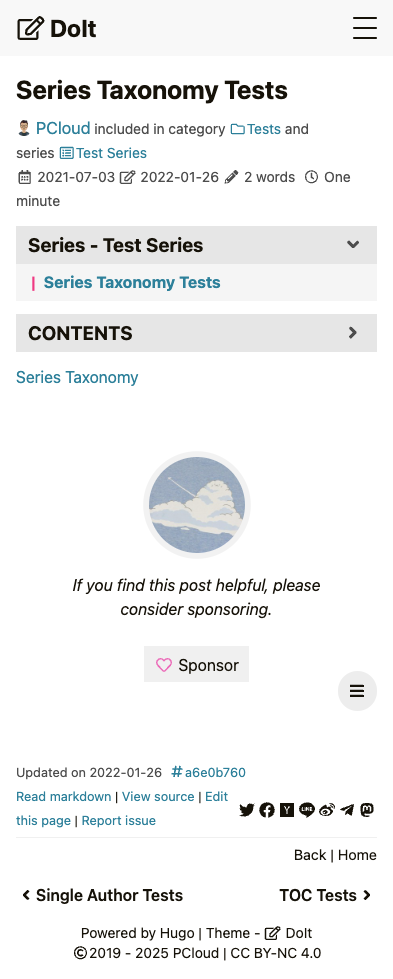 DoIt
Series Taxonomy Tests
PCloud included in category Tests and
series Test Series
2021-07-03 2022-01-26 2 words One
minute
Series - Test Series
Series Taxonomy Tests
CONTENTS
Series Taxonomy
If you find this post helpful, please
consider sponsoring.
Sponsor
Updated on 2022-01-26 #a6e0b760
Read markdown | View source | Edit
this page | Report issue
Back | Home
Single Author Tests TOC Tests
Powered by Hugo | Theme - DoIt
©2019 - 2025 PCloud | CC BY-NC 4.0